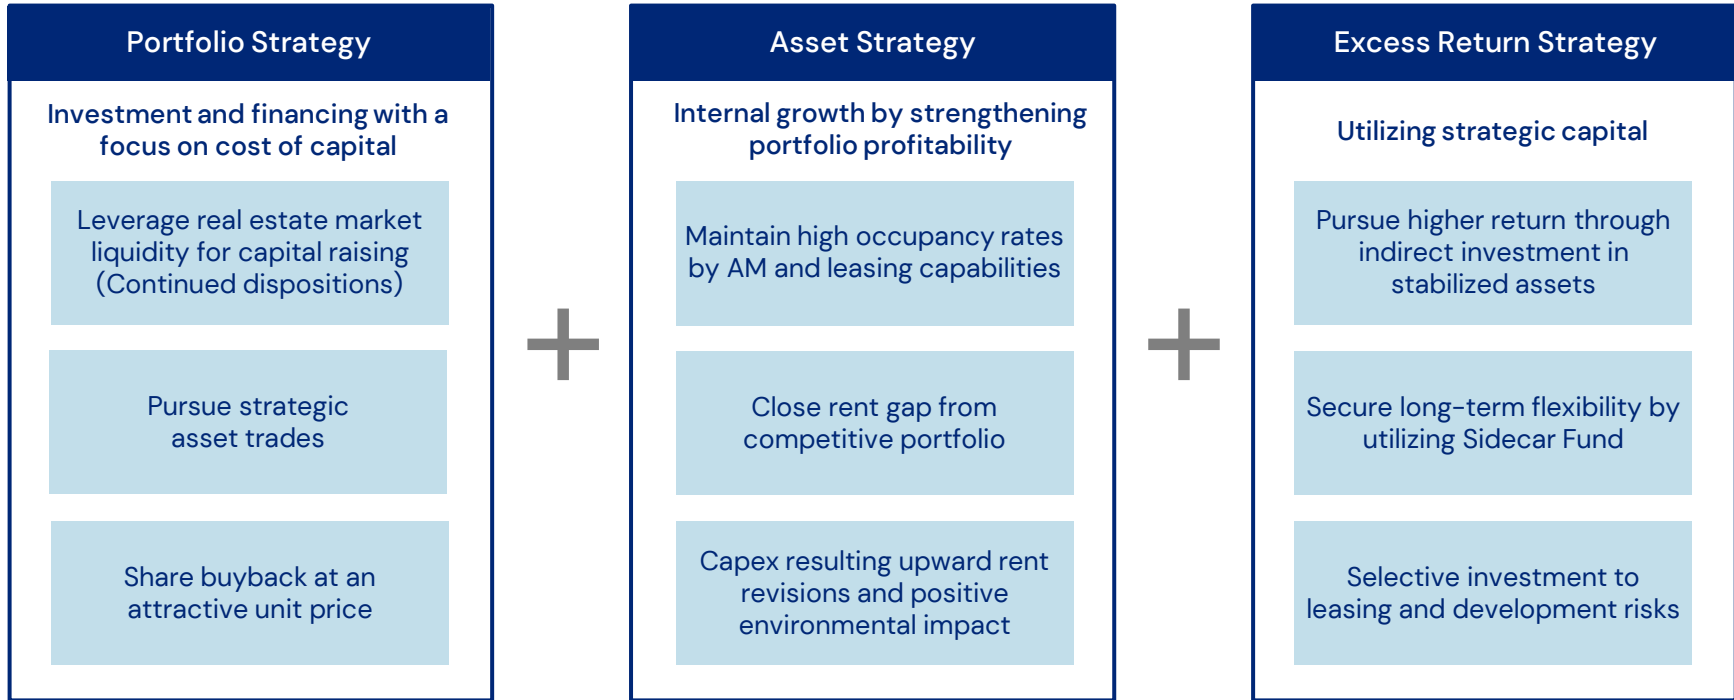 Portfolio Strategy
Investment and financing with a
focus on cost of capital
Leverage real estate market
liquidity for capital raising
(Continued dispositions)
Pursue strategic
asset trades
Share buyback at an
attractive unit price
+
Asset Strategy
Internal growth by strengthening
portfolio profitability
Maintain high occupancy rates
by AM and leasing capabilities
Close rent gap from
competitive portfolio
Capex resulting upward rent
revisions and positive
environmental impact
+
Excess Return Strategy
Utilizing strategic capital
Pursue higher return through
indirect investment in
stabilized assets
Secure long-term flexibility by
utilizing Sidecar Fund
Selective investment to
leasing and development risks